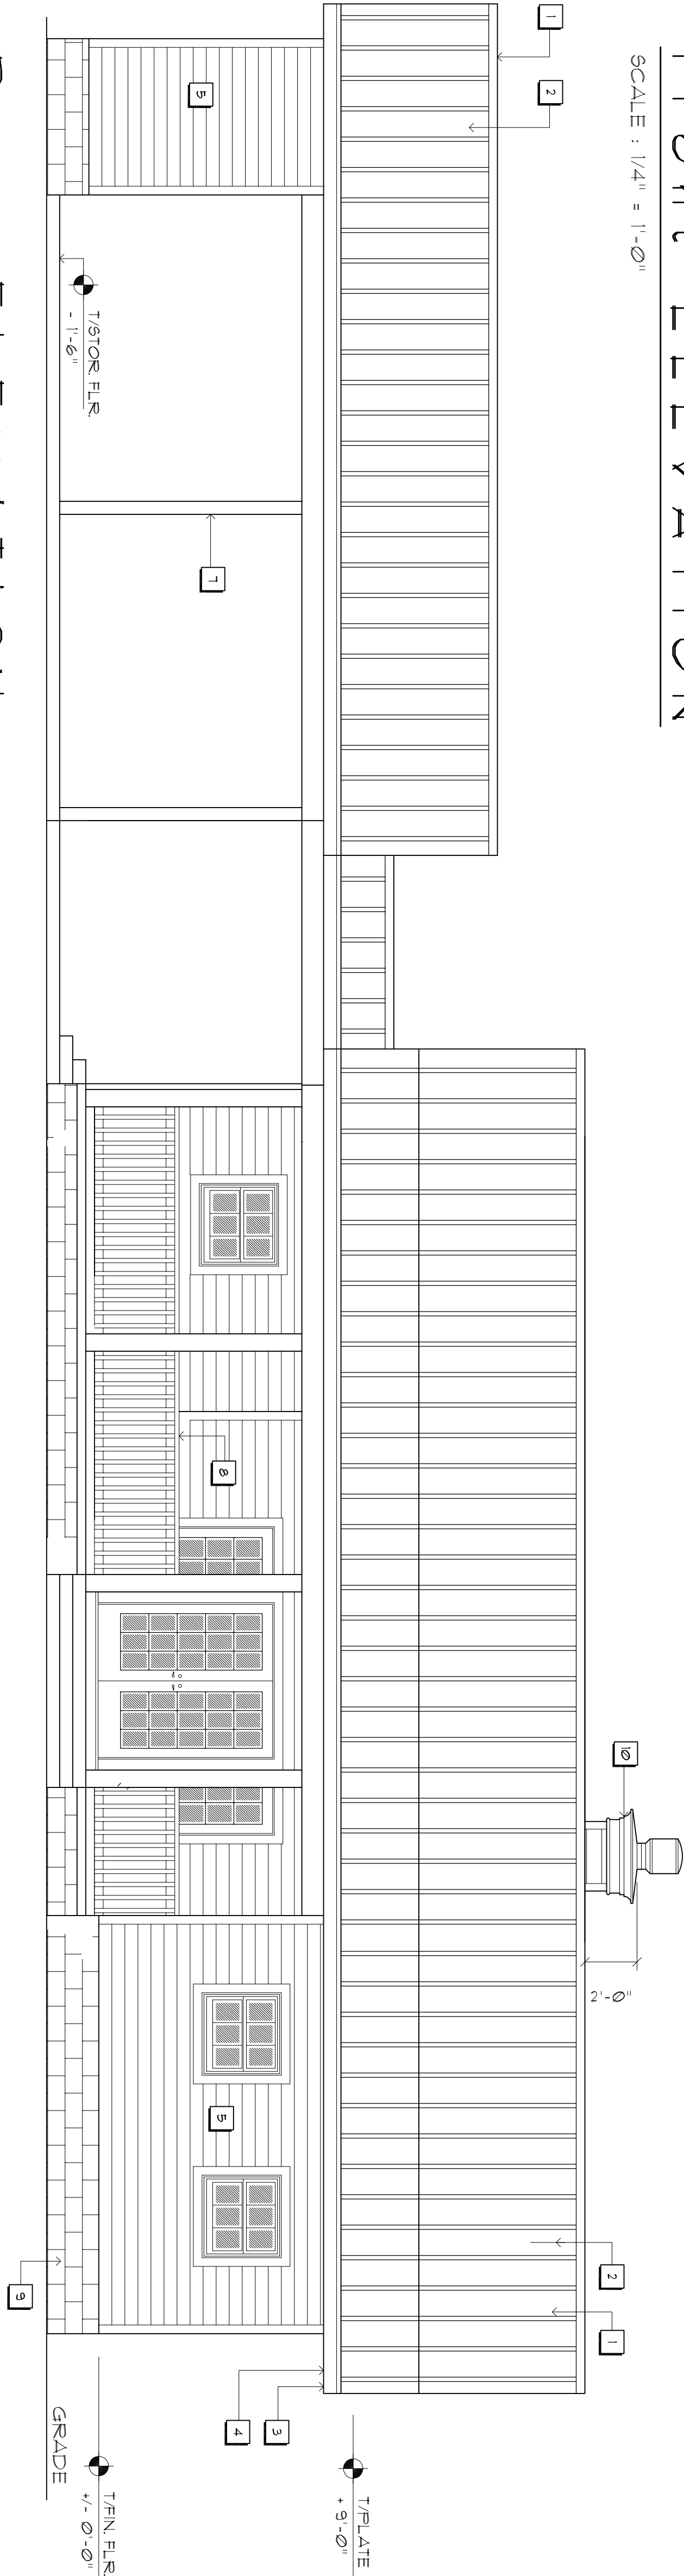 ELEVATION
SCALE : 1/4" = 1'-0"
10
2'-0"
2
1
1
2
T/PLATE
+ 9'-0"
3
4
8
5
7
5
T/STOR. FLR.
- 1'-6"
T/FIN. FLR.
+/- 0'-0"
GRADE
9